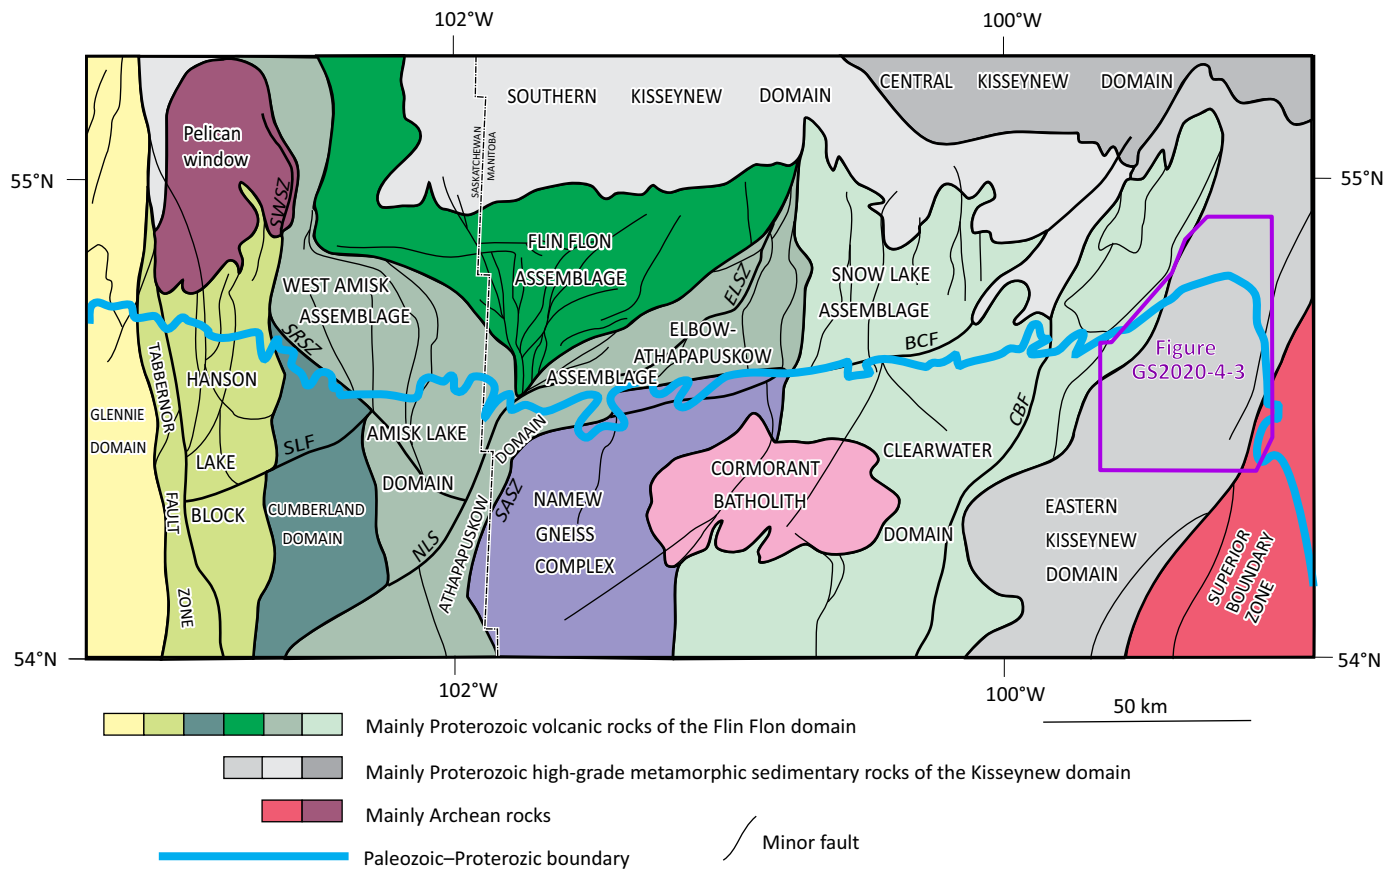 102°W
100°W
CENTRAL KISSEYNEW DOMAIN
SOUTHERN KISSEYNEW DOMAIN
Pelican
window
SASKATCHEWAN
MANITOBA
55°N
55°N
SWSZ
FLIN FLON
ASSEMBLAGE
WEST AMISK
ASSEMBLAGE
ELSZ
SNOW LAKE
ASSEMBLAGE
SRSZ
ELBOW-
ATHAPAPUSKOW
ASSEMBLAGE
BCF
Figure
GS2020-4-3
TABBERNOR
FAULT
ZONE
HANSON
LAKE
BLOCK
GLENNIE
DOMAIN
SLF
AMISK LAKE
DOMAIN
ATHAPAPUSKOW
DOMAIN
CBF
CLEARWATER
DOMAIN
CORMORANT
BATHOLITH
SASZ
NAMEW
GNEISS
COMPLEX
CUMBERLAND
DOMAIN
NLS
EASTERN
KISSEYNEW
DOMAIN
SUPERIOR
BOUNDARY
ZONE
54°N
54°N
102°W
100°W
50 km
Mainly Proterozoic volcanic rocks of the Flin Flon domain
Mainly Proterozoic high-grade metamorphic sedimentary rocks of the Kisseynew domain
Mainly Archean rocks
Paleozoic–Proterozic boundary
Minor fault